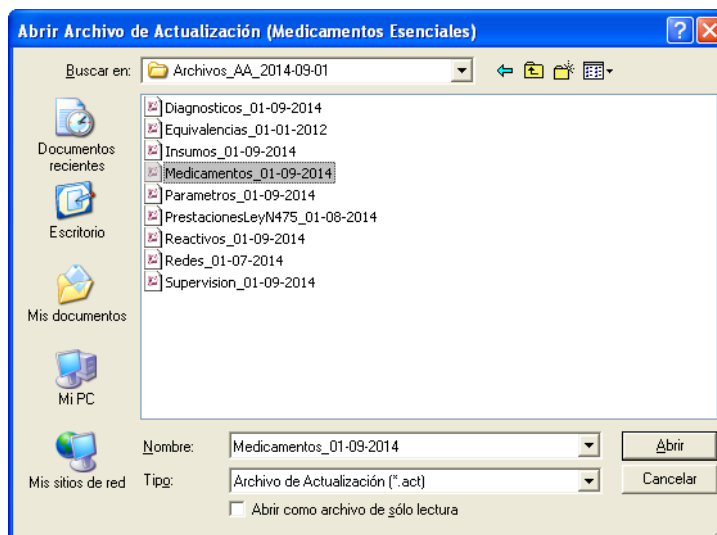 Abrir Archivo de Actualización (Medicamentos Esenciales)
Buscar en: Archivos_AA_2014-09-01
Diagnosticos_01-09-2014
Equivalencias_01-01-2012
Insumos_01-09-2014
Medicamentos_01-09-2014
Parametros_01-09-2014
PrestacionesLeyN475_01-08-2014
Reactivos_01-09-2014
Redes_01-07-2014
Supervision_01-09-2014
Documentos
recientes
Escritorio
Mis documentos
Mi PC
Mis sitios de red
Nombre: Medicamentos_01-09-2014 Abrir
Tipo: Archivo de Actualización (*.act) Cancelar
Abrir como archivo de sólo lectura